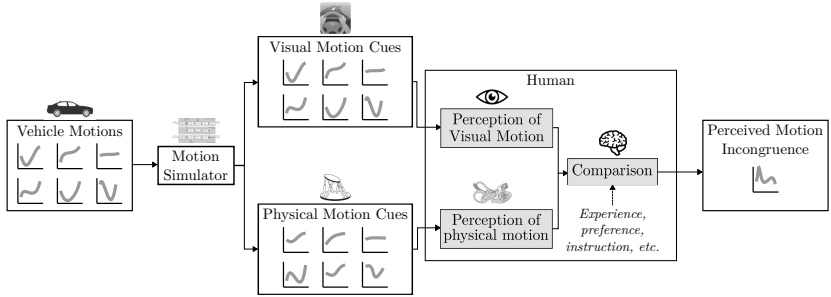 Vehicle Motions
Motion
Simulator
Visual Motion Cues
Physical Motion Cues
Human
Perception of
Visual Motion
Perception of
physical motion
Comparison
Experience,
preference,
instruction, etc.
Perceived Motion
Incongruence